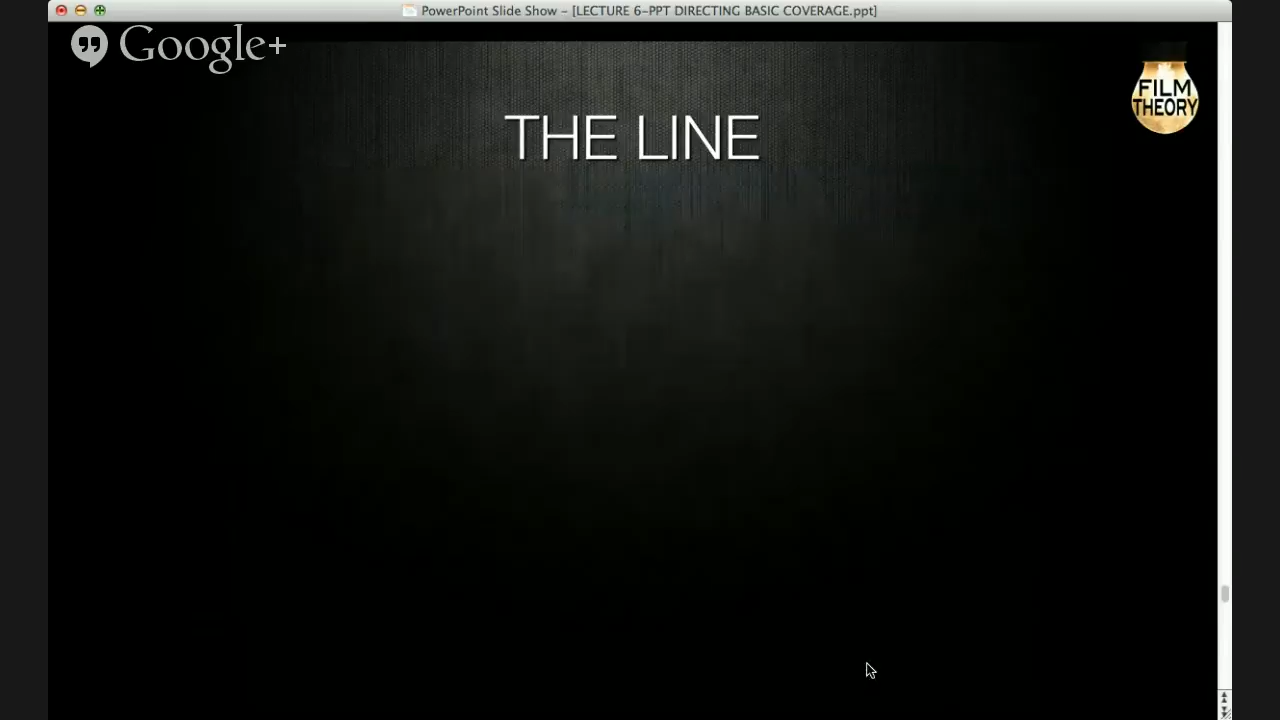 PowerPoint Slide Show – [LECTURE 6-PPT DIRECTING BASIC COVERAGE.ppt]
Google+
FILM
THEORY
THE LINE